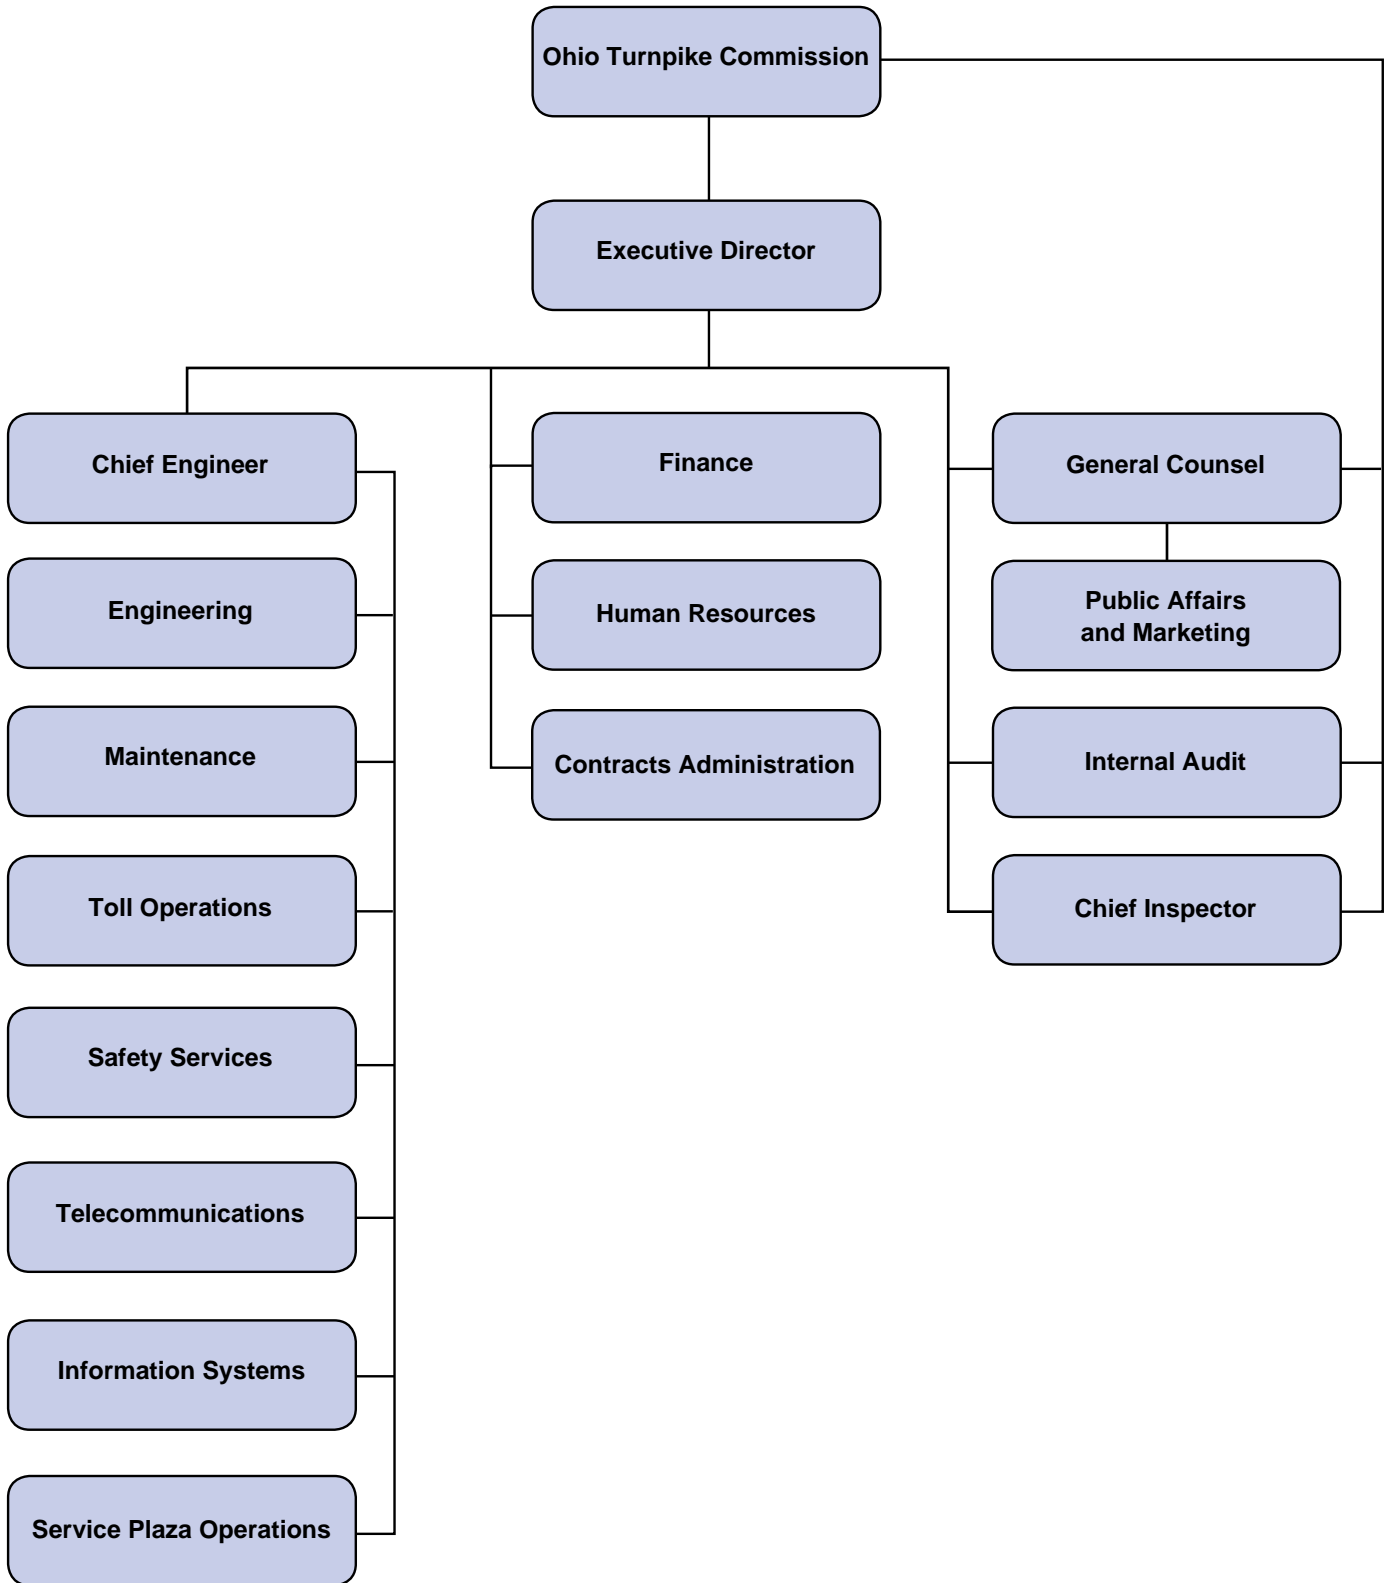 Ohio Turnpike Commission
Executive Director
Chief Engineer
Engineering
Maintenance
Toll Operations
Safety Services
Telecommunications
Information Systems
Service Plaza Operations
Finance
Human Resources
Contracts Administration
General Counsel
Public Affairs
and Marketing
Internal Audit
Chief Inspector